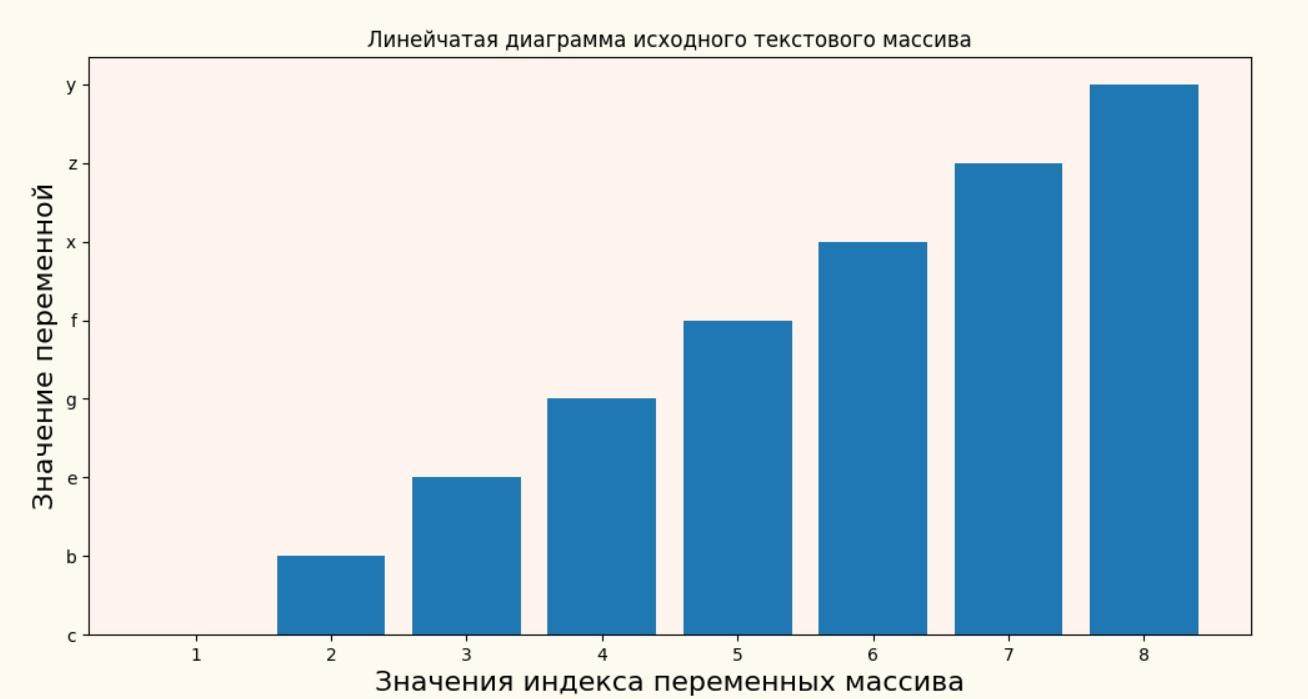 Линейчатая диаграмма исходного текстового массива
Значение переменной
y
z
x
f
g
e
b
c
1 2 3 4 5 6 7 8
Значения индекса переменных массива